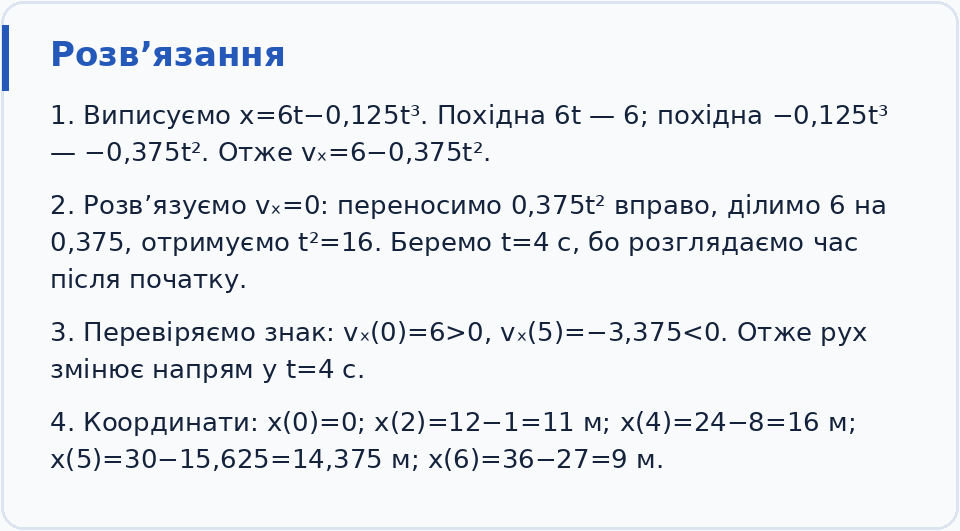 Розв’язання
1. Виписуємо x=6t−0,125t³. Похідна 6t — 6; похідна −0,125t³
— −0,375t². Отже vₓ=6−0,375t².
2. Розв’язуємо vₓ=0: переносимо 0,375t² вправо, ділимо 6 на
0,375, отримуємо t²=16. Беремо t=4 с, бо розглядаємо час
після початку.
3. Перевіряємо знак: vₓ(0)=6>0, vₓ(5)=−3,375<0. Отже рух
змінює напрям у t=4 с.
4. Координати: x(0)=0; x(2)=12−1=11 м; x(4)=24−8=16 м;
x(5)=30−15,625=14,375 м; x(6)=36−27=9 м.